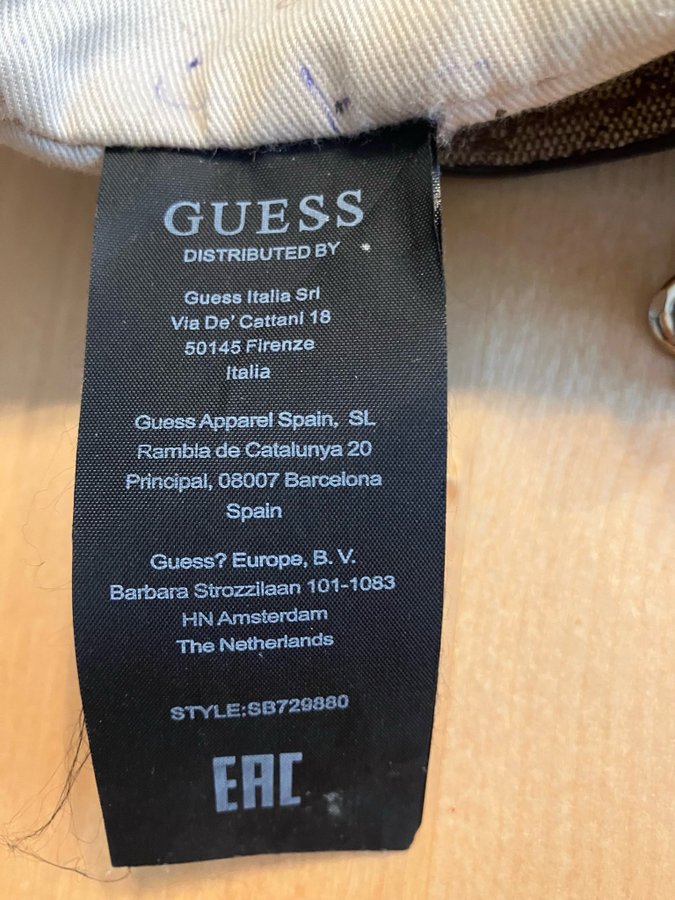 GUESS
DISTRIBUTED BY
Guess Italia Srl
Via De' Cattani 18
50145 Firenze
Italia
Guess Apparel Spain, SL
Rambla de Catalunya 20
Principal, 08007 Barcelona
Spain
Guess? Europe, B. V.
Barbara Strozzilaan 101-1083
HN Amsterdam
The Netherlands
STYLE:SB729880
EAC